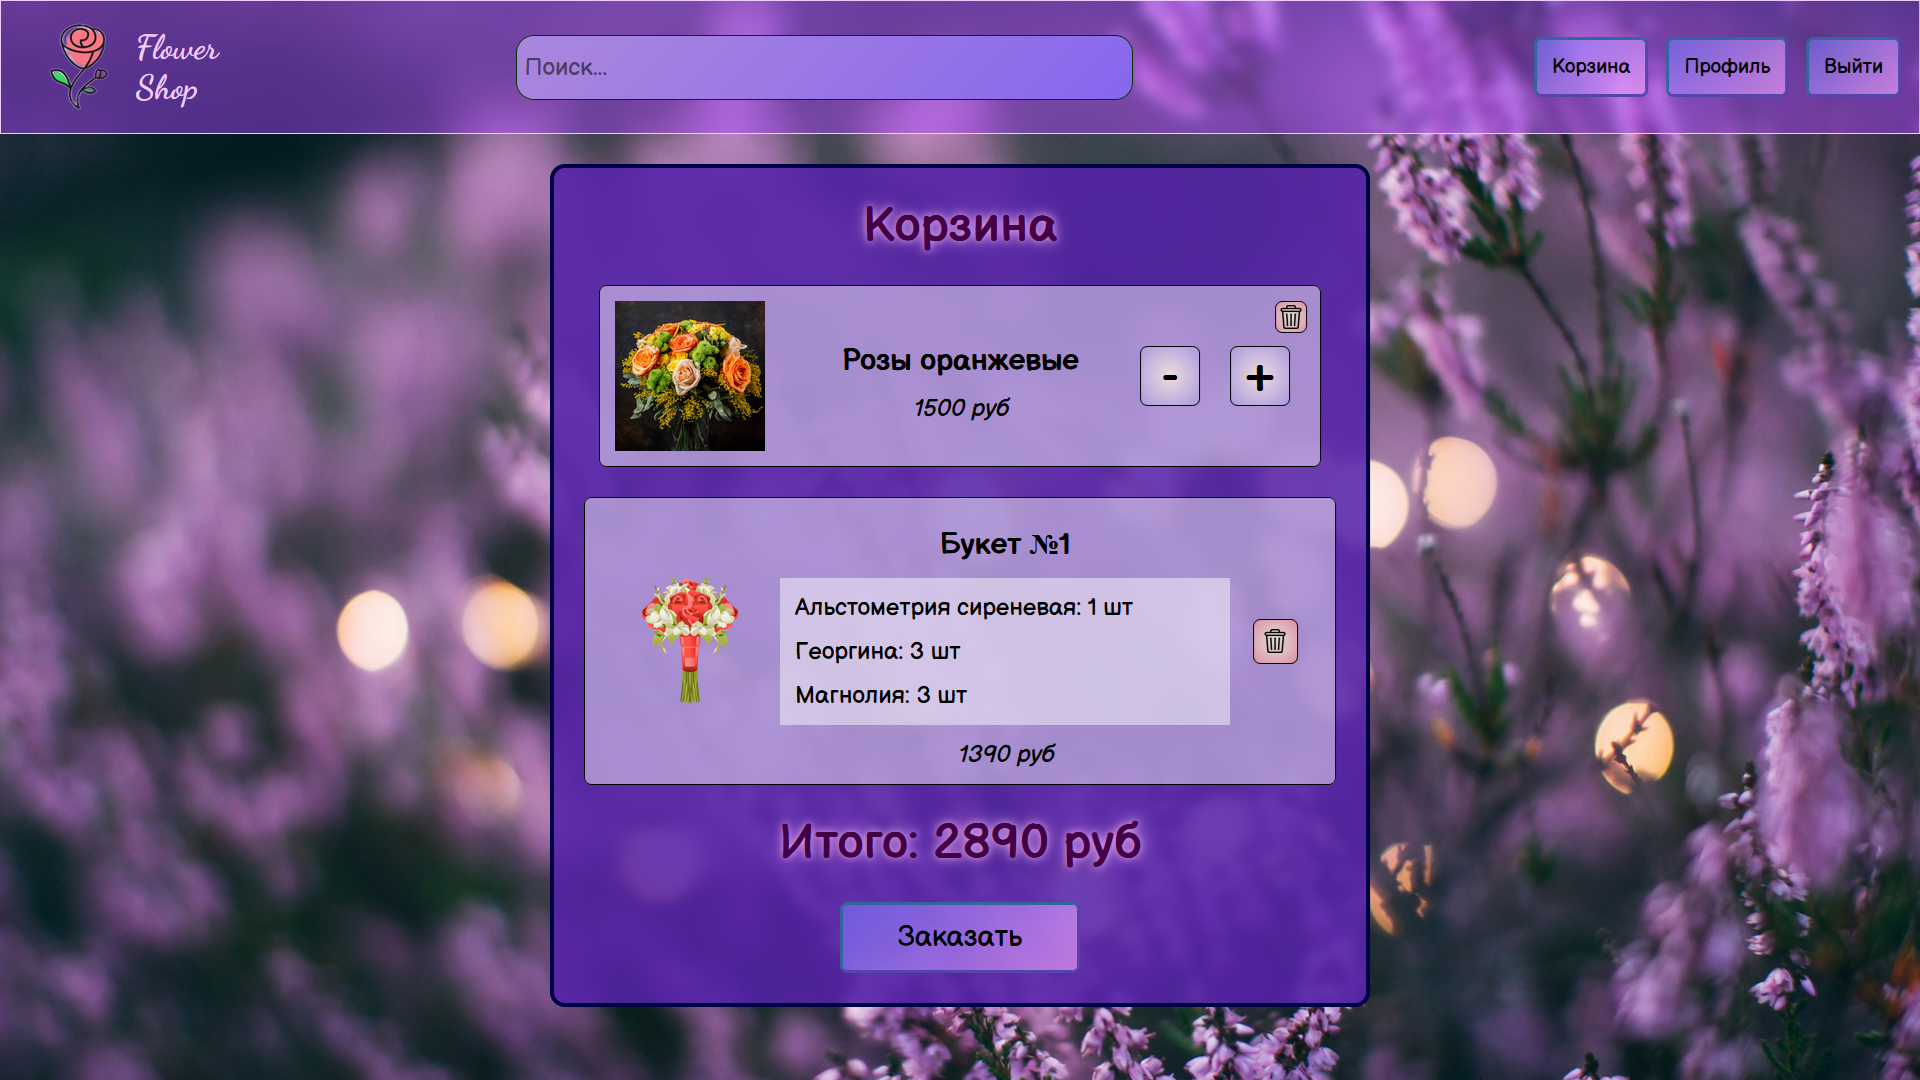 Flower
Shop
Поиск...
Корзина
Профиль
Выйти
Корзина
Розы оранжевые
1500 руб
-
+
Букет №1
Альстометрия сиреневая: 1 шт
Георгина: 3 шт
Магнолия: 3 шт
1390 руб
Итого: 2890 руб
Заказать